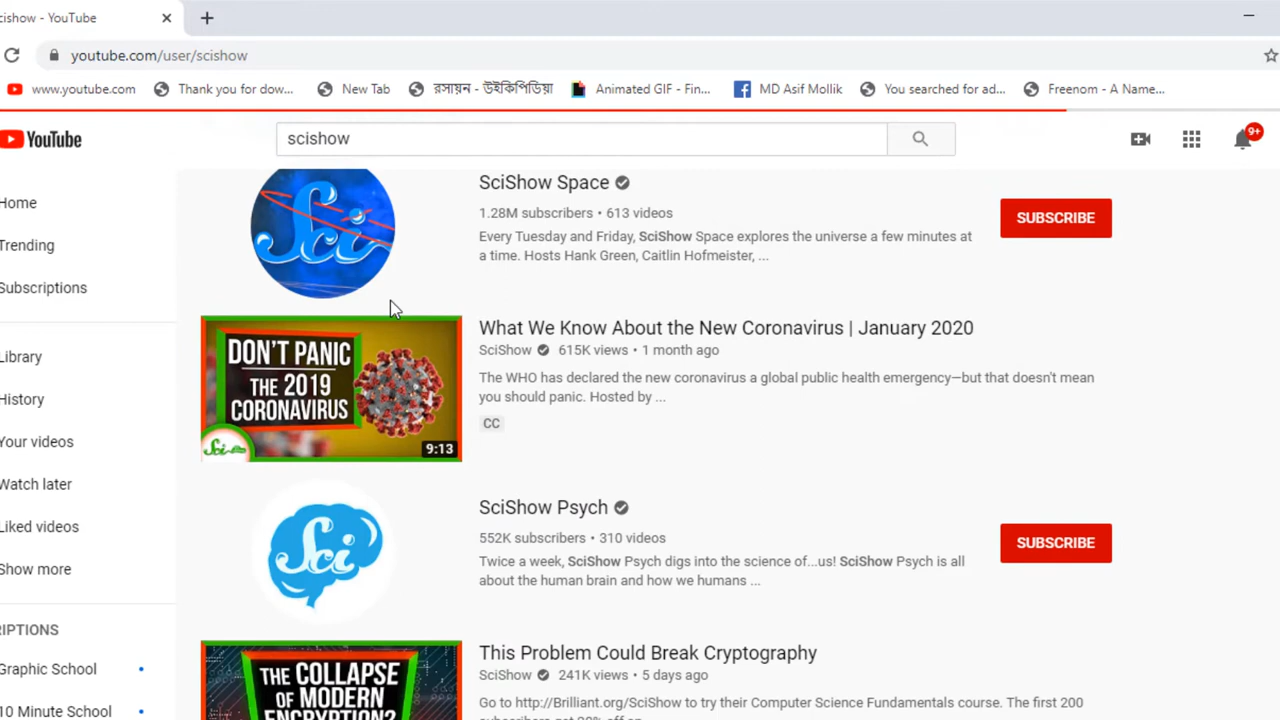 cishow - YouTube
youtube.com/user/scishow
www.youtube.com Thank you for dow... New Tab রসায়ন - উইকিপিডিয়া Animated GIF - Fin... MD Asif Mollik You searched for ad... Freenom - A Name...
YouTube scishow 9+
Home
Trending
Subscriptions
Library
History
Your videos
Watch later
Liked videos
Show more
RIPTIONS
Graphic School
10 Minute School
Sci
SciShow Space
1.28M subscribers • 613 videos
Every Tuesday and Friday, SciShow Space explores the universe a few minutes at
a time. Hosts Hank Green, Caitlin Hofmeister, ...
SUBSCRIBE
DON'T PANIC
THE 2019
CORONAVIRUS
Sci
9:13
What We Know About the New Coronavirus | January 2020
SciShow 615K views • 1 month ago
The WHO has declared the new coronavirus a global public health emergency—but that doesn't mean
you should panic. Hosted by ...
CC
Sci
SciShow Psych
552K subscribers • 310 videos
Twice a week, SciShow Psych digs into the science of...us! SciShow Psych is all
about the human brain and how we humans ...
SUBSCRIBE
THE COLLAPSE
OF MODERN
ENCRYPTION?
This Problem Could Break Cryptography
SciShow 241K views • 5 days ago
Go to http://Brilliant.org/SciShow to try their Computer Science Fundamentals course. The first 200